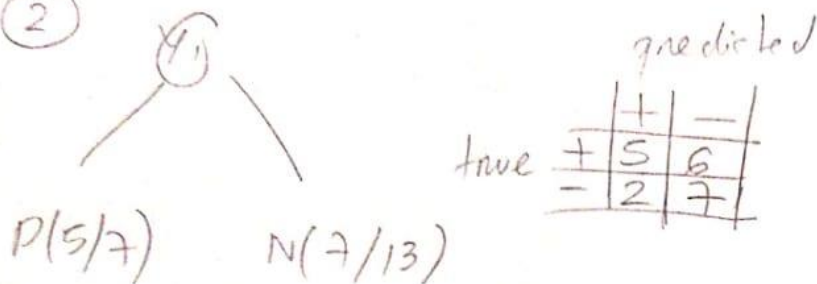 2
y₁
predicted
+ | −
true + | 5 | 6
− | 2 | 7
P(5/7) N(7/13)